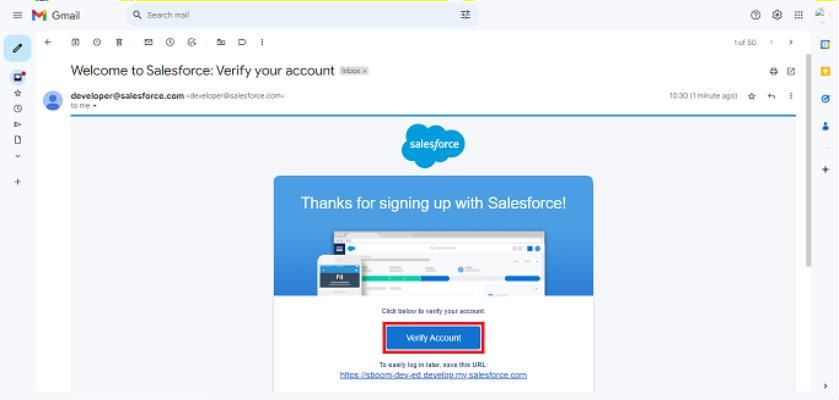 Gmail
Search mail
1 of 50
Welcome to Salesforce: Verify your account
Inbox ×
developer@salesforce.com <developer@salesforce.com>
10:30 (1 minute ago)
to me
salesforce
Thanks for signing up with Salesforce!
Click below to verify your account.
Verify Account
To easily log in later, save this URL:
https://sboom-dev-ed.develop.my.salesforce.com